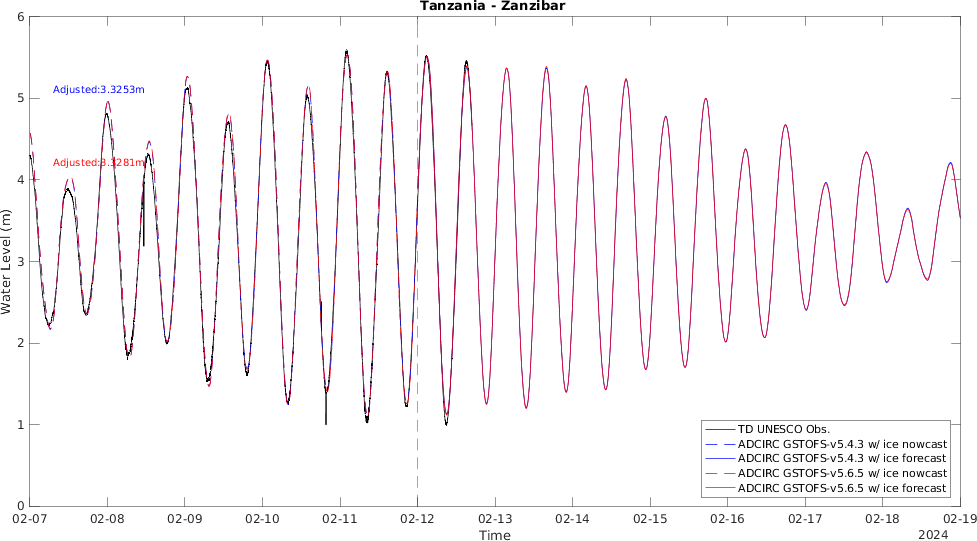 Tanzania - Zanzibar
6
5
4
3
2
1
0
Water Level (m)
Adjusted:3.3253m
Adjusted:3.3281m
TD UNESCO Obs.
ADCIRC GSTOFS-v5.4.3 w/ ice nowcast
ADCIRC GSTOFS-v5.4.3 w/ ice forecast
ADCIRC GSTOFS-v5.6.5 w/ ice nowcast
ADCIRC GSTOFS-v5.6.5 w/ ice forecast
02-07 02-08 02-09 02-10 02-11 02-12 02-13 02-14 02-15 02-16 02-17 02-18 02-19
Time
2024